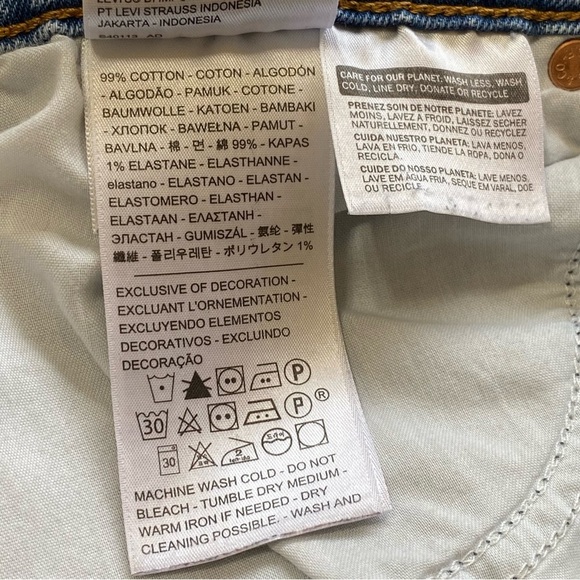 PT LEVI STRAUSS INDONESIA
JAKARTA - INDONESIA
99% COTTON - COTON - ALGODÓN
- ALGODÃO - PAMUK - COTONE -
BAUMWOLLE - KATOEN - BAMBAKI
- ХЛОПОК - BAWEŁNA - PAMUT -
BAVLNA - 棉 - 면 - 綿 99% - KAPAS
1% ELASTANE - ELASTHANNE -
elastano - ELASTANO - ELASTAN -
ELASTOMERO - ELASTHAN -
ELASTAAN - ΕΛΑΣΤΑΝΗ -
ЭЛАСТАН - GUMISZÁL - 氨纶 - 彈性
纖維 - 폴리우레탄 - ポリウレタン 1%
EXCLUSIVE OF DECORATION -
EXCLUANT L'ORNEMENTATION -
EXCLUYENDO ELEMENTOS
DECORATIVOS - EXCLUINDO
DECORAÇÃO
P
30 P ®
30 2 드라이
MACHINE WASH COLD - DO NOT
BLEACH - TUMBLE DRY MEDIUM -
WARM IRON IF NEEDED - DRY
CLEANING POSSIBLE. - WASH AND
CARE FOR OUR PLANET: WASH LESS, WASH
COLD, LINE DRY, DONATE OR RECYCLE.
PRENEZ SOIN DE NOTRE PLANETE: LAVEZ
MOINS, LAVEZ A FROID, LAISSEZ SECHER
NATURELLEMENT, DONNEZ OU RECYCLEZ
CUIDA NUESTRO PLANETA: LAVA MENOS,
LAVA EN FRIO, TIENDE LA ROPA, DONA O
RECICLA.
CUIDE DO NOSSO PLANETA: LAVE MENOS,
LAVE EM ÁGUA FRIA, SEQUE EM VARAL, DOE
OU RECICLE.